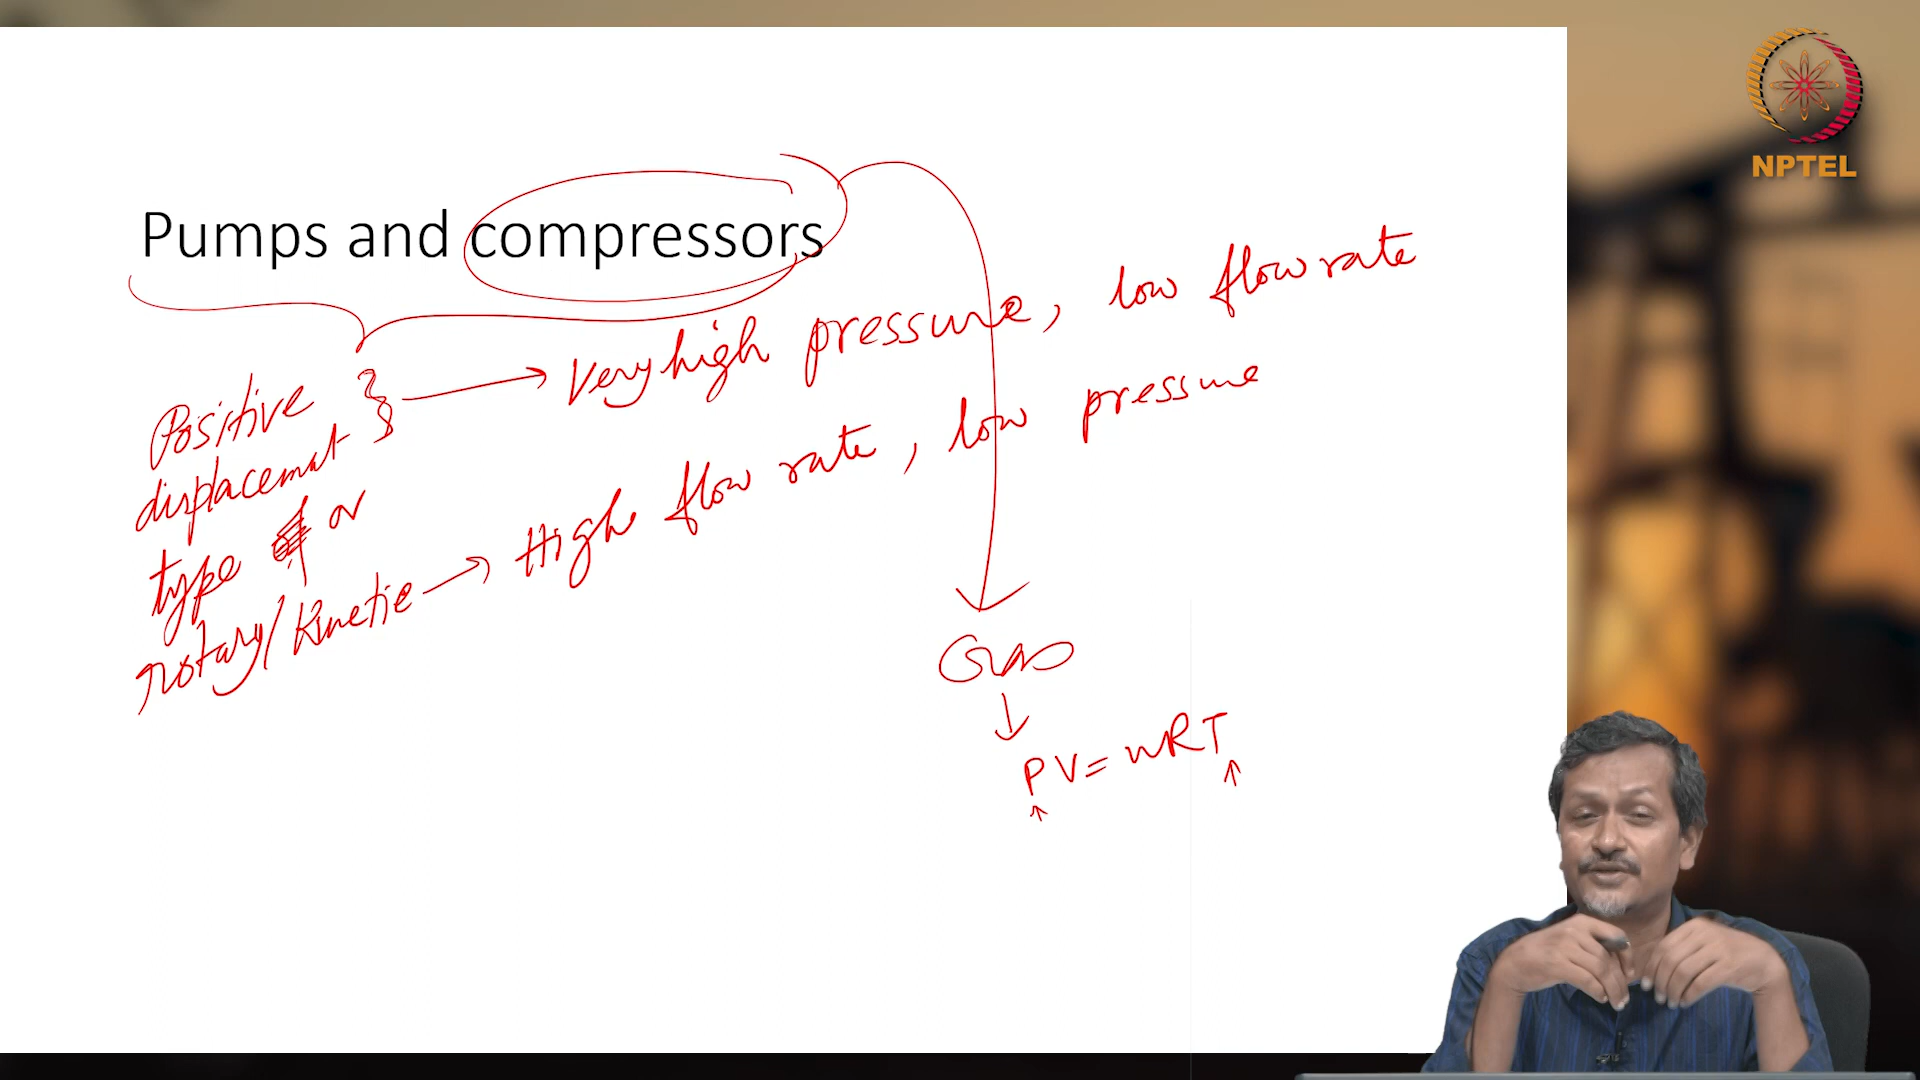 NPTEL
Pumps and compressors
Positive displacement type or rotary/Kinetic
Very high pressure, low flow rate
High flow rate, low pressure
Gas
PV = nRT